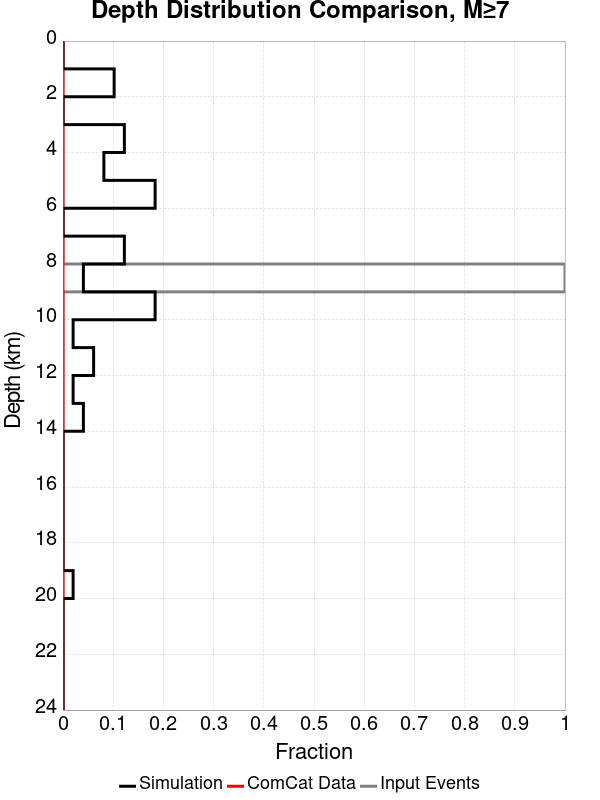 Depth Distribution Comparison, M≥7
0
2
4
6
8
10
12
14
16
18
20
22
24
Depth (km)
0 0.1 0.2 0.3 0.4 0.5 0.6 0.7 0.8 0.9 1
Fraction
Simulation ComCat Data Input Events